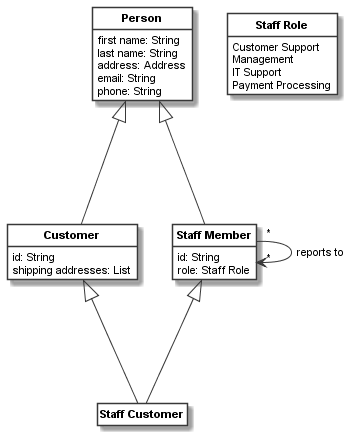 Person
first name: String
last name: String
address: Address
email: String
phone: String
Staff Role
Customer Support
Management
IT Support
Payment Processing
Customer
id: String
shipping addresses: List
Staff Member
id: String
role: Staff Role
*
*
reports to
Staff Customer